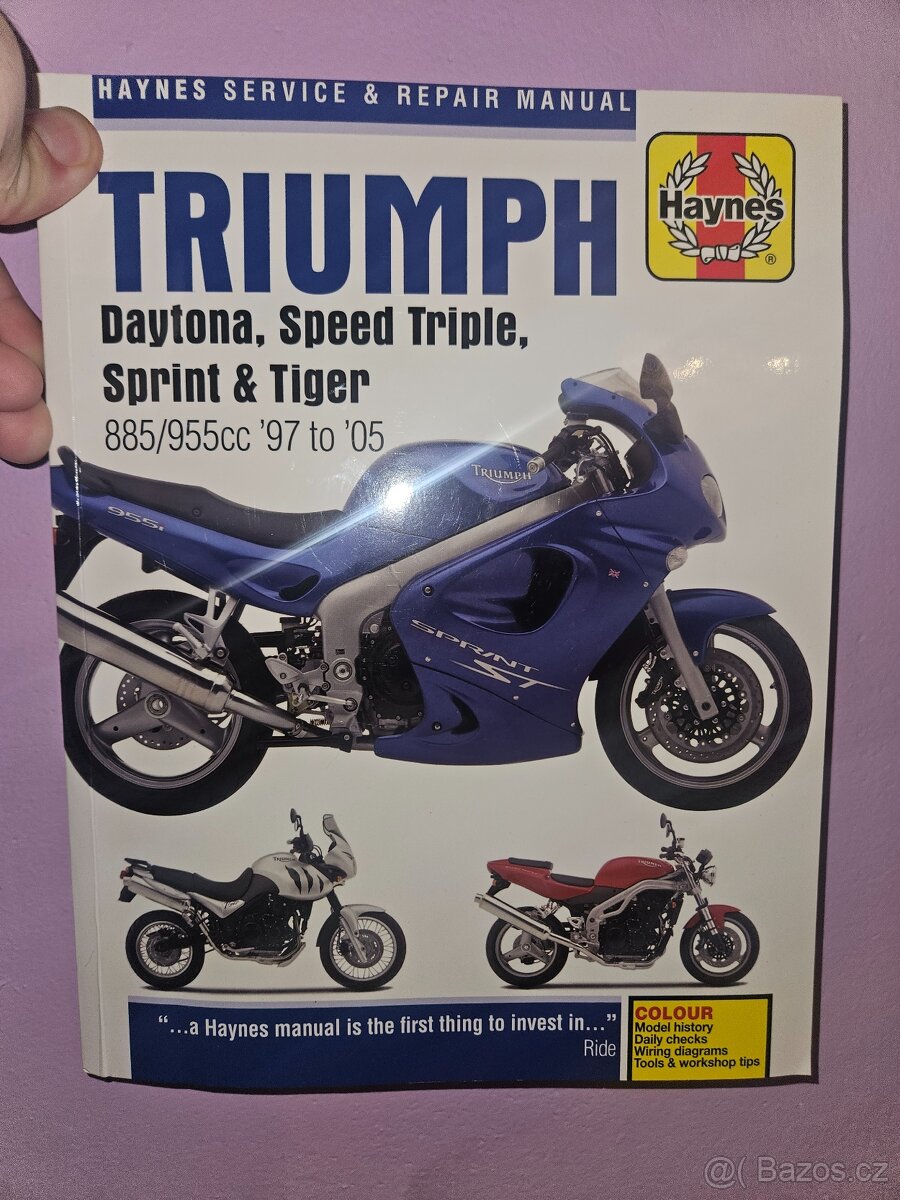 HAYNES SERVICE & REPAIR MANUAL
TRIUMPH
Haynes
®
Daytona, Speed Triple,
Sprint & Tiger
885/955cc '97 to '05
TRIUMPH
955i
SPRINT
ST
TRIUMPH
TRIUMPH
"...a Haynes manual is the first thing to invest in..."
Ride
COLOUR
Model history
Daily checks
Wiring diagrams
Tools & workshop tips
@( Bazos.cz